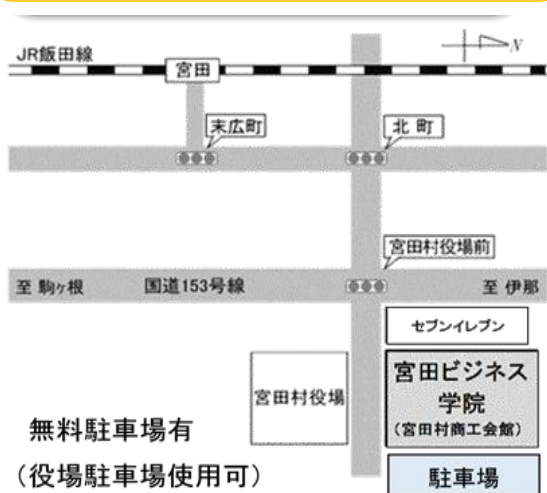 JR飯田線
N
宮田
末広町
北町
宮田村役場前
至 駒ヶ根
国道153号線
至 伊那
セブンイレブン
宮田村役場
宮田ビジネス
学院
(宮田村商工会館)
無料駐車場有
(役場駐車場使用可)
駐車場